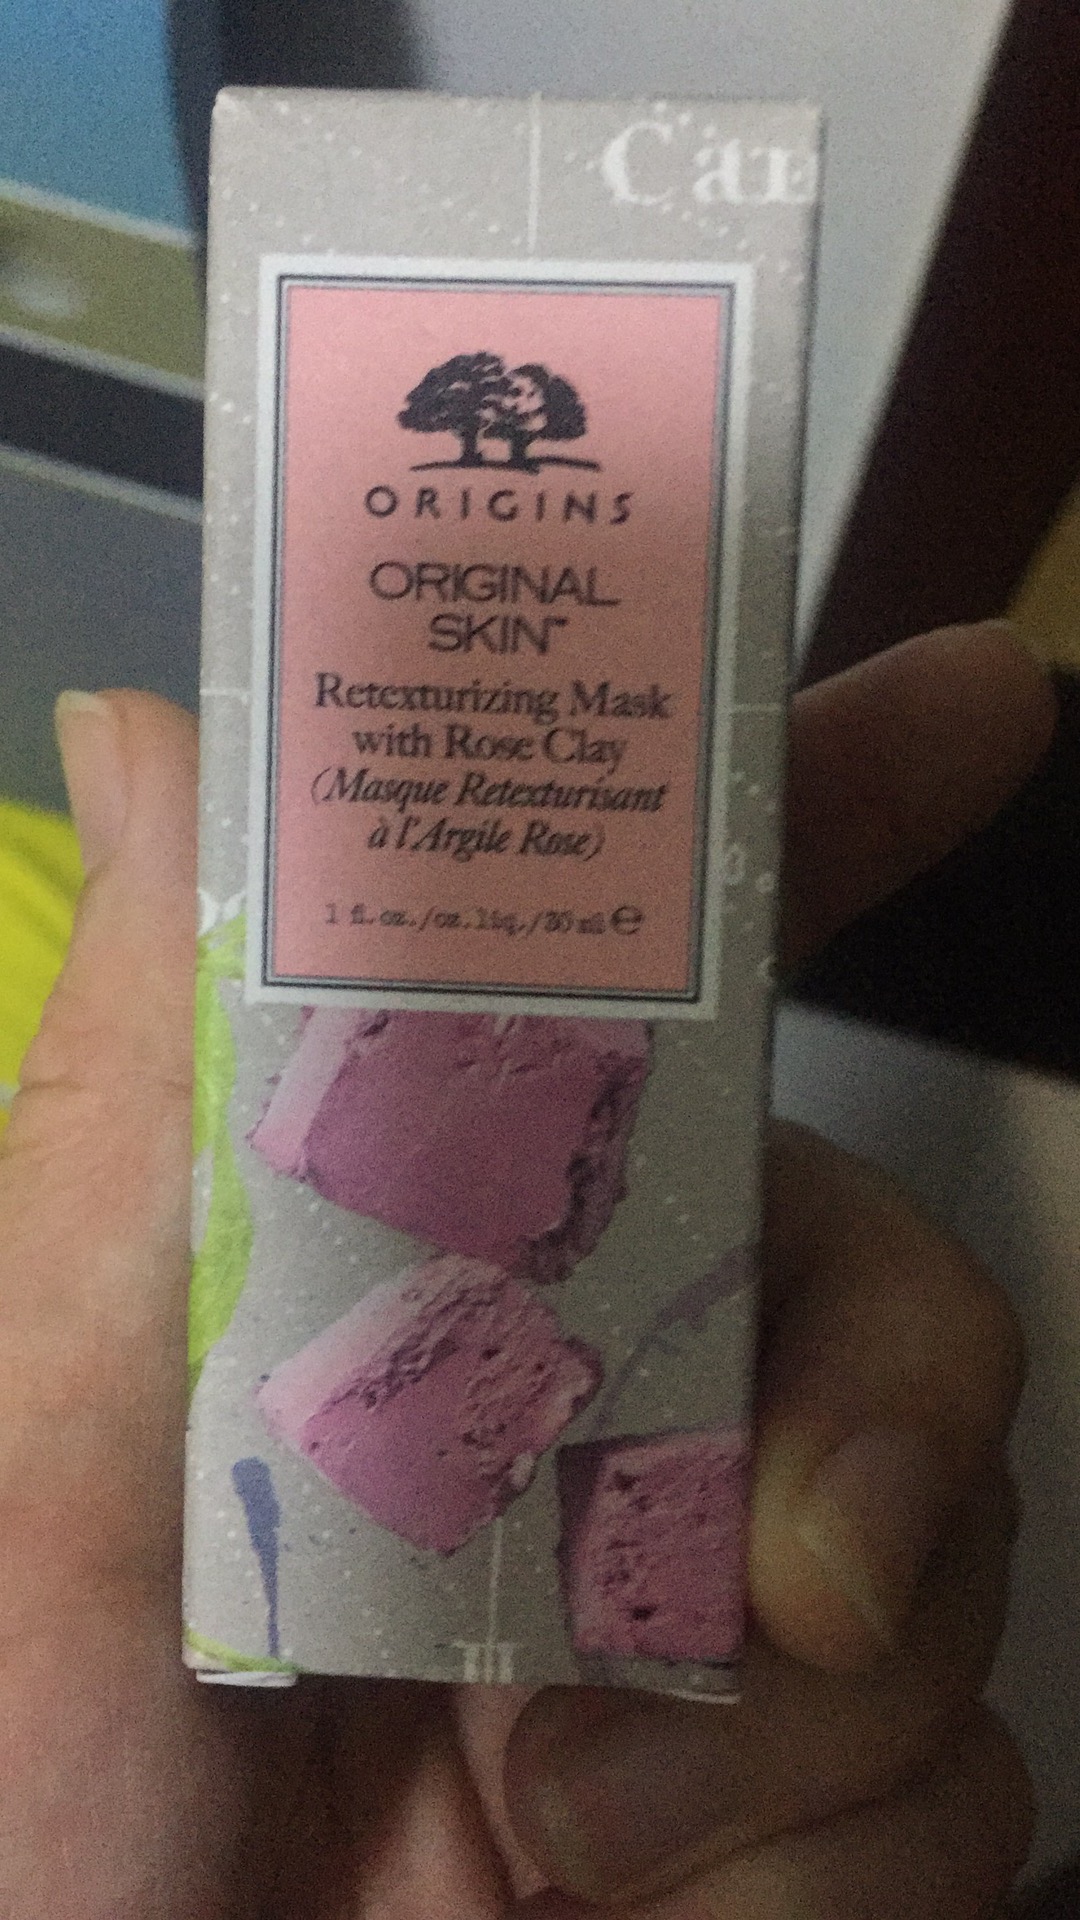 Car
ORIGINS
ORIGINAL
SKIN™
Retexturizing Mask
with Rose Clay
(Masque Retexturisant
à l'Argile Rose)
1 fl. oz./oz. liq./30 ml e